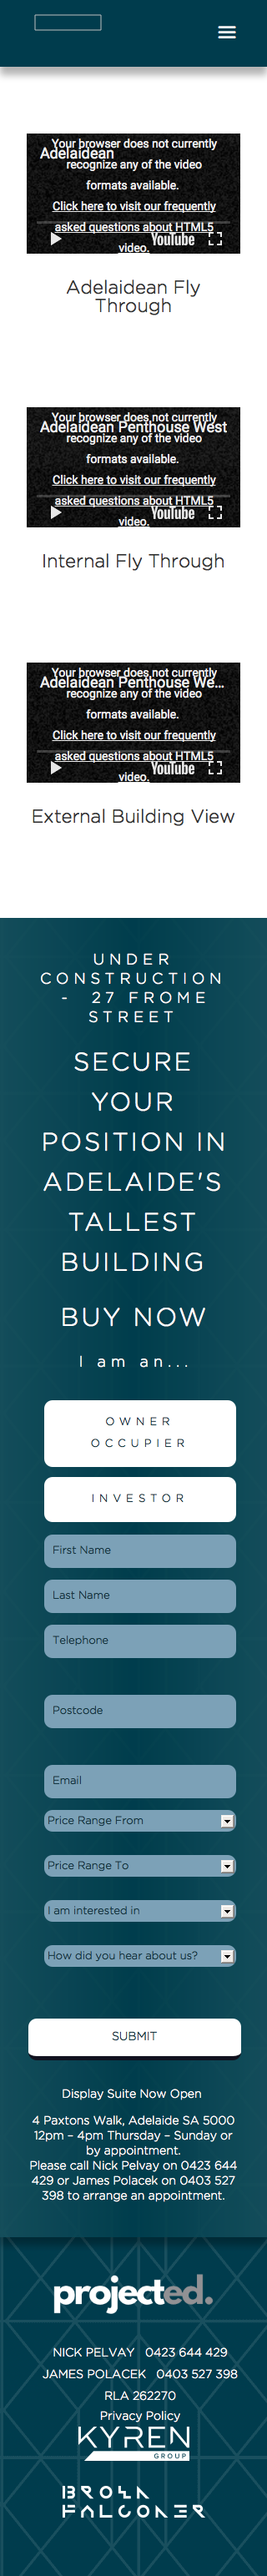 Your browser does not currently
Adelaidean
recognize any of the video
formats available.
Click here to visit our frequently
asked questions about HTML5
video.
YouTube
Adelaidean Fly
Through
Your browser does not currently
Adelaidean Penthouse West
recognize any of the video
formats available.
Click here to visit our frequently
asked questions about HTML5
video.
YouTube
Internal Fly Through
Your browser does not currently
Adelaidean Penthouse We...
recognize any of the video
formats available.
Click here to visit our frequently
asked questions about HTML5
video.
YouTube
External Building View
UNDER
CONSTRUCTION
- 27 FROME
STREET
SECURE
YOUR
POSITION IN
ADELAIDE'S
TALLEST
BUILDING
BUY NOW
I am an...
OWNER
OCCUPIER
INVESTOR
First Name
Last Name
Telephone
Postcode
Email
Price Range From
Price Range To
I am interested in
How did you hear about us?
SUBMIT
Display Suite Now Open
4 Paxtons Walk, Adelaide SA 5000
12pm – 4pm Thursday – Sunday or
by appointment.
Please call Nick Pelvay on 0423 644
429 or James Polacek on 0403 527
398 to arrange an appointment.
projected.
NICK PELVAY 0423 644 429
JAMES POLACEK 0403 527 398
RLA 262270
Privacy Policy
KYREN
GROUP
BROWN
FALCONER